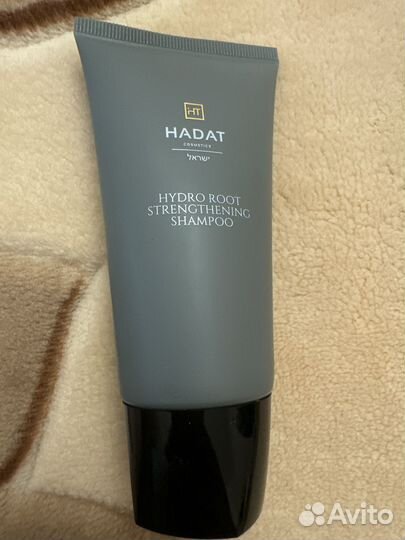 HT
HADAT
COSMETICS
ישראל
HYDRO ROOT
STRENGTHENING
SHAMPOO
Avito